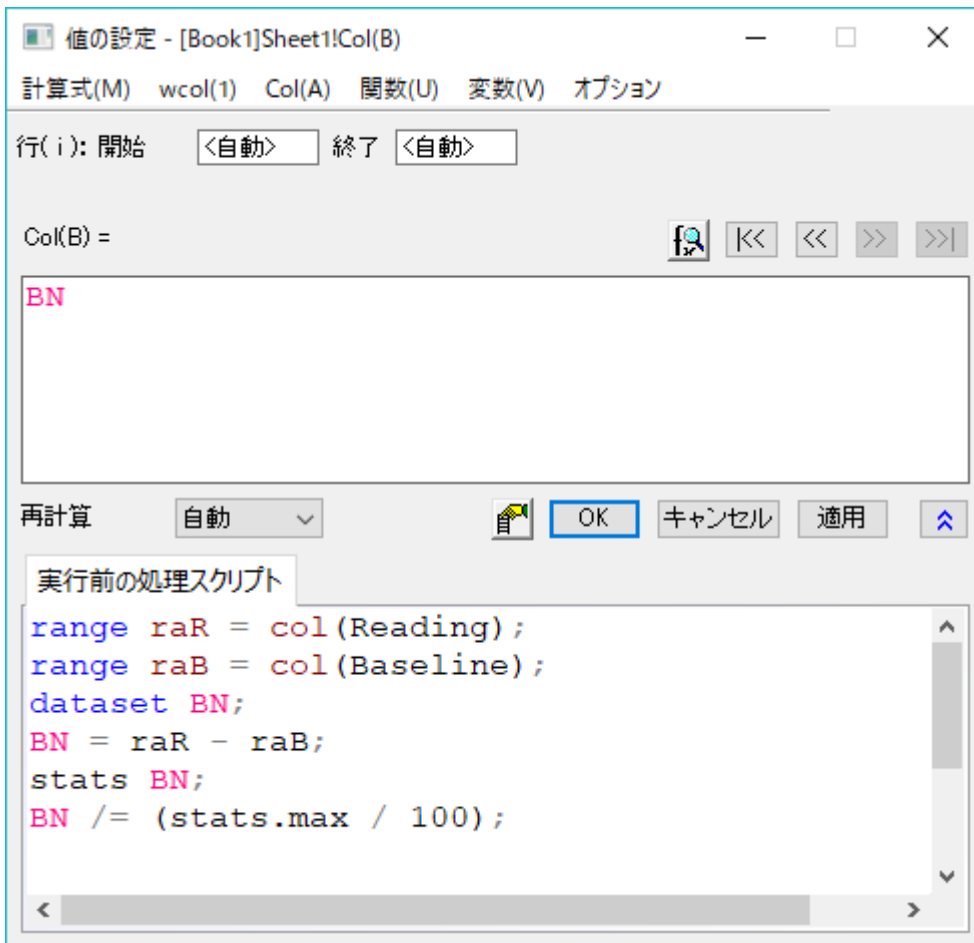 値の設定 - [Book1]Sheet1!Col(B)
計算式(M) wcol(1) Col(A) 関数(U) 変数(V) オプション
行(i): 開始 <自動> 終了 <自動>
Col(B) = |<< << >> >>|
BN
再計算 自動 OK キャンセル 適用
実行前の処理スクリプト
range raR = col(Reading);
range raB = col(Baseline);
dataset BN;
BN = raR - raB;
stats BN;
BN /= (stats.max / 100);